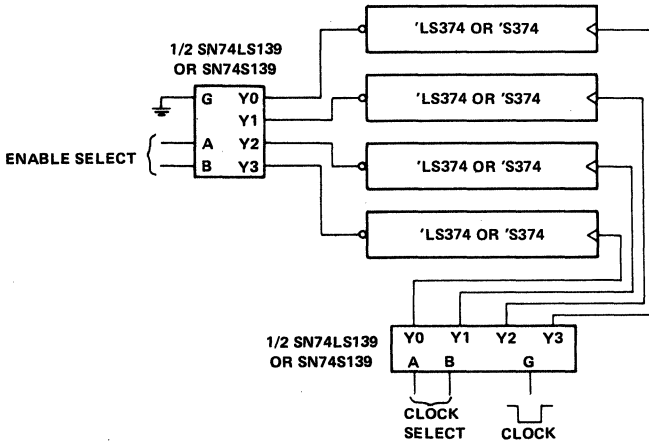 'LS374 OR 'S374
1/2 SN74LS139
OR SN74S139
G Y0
Y1
A Y2
B Y3
ENABLE SELECT
'LS374 OR 'S374
'LS374 OR 'S374
'LS374 OR 'S374
1/2 SN74LS139
OR SN74S139
Y0 Y1 Y2 Y3
A B G
CLOCK
SELECT
CLOCK